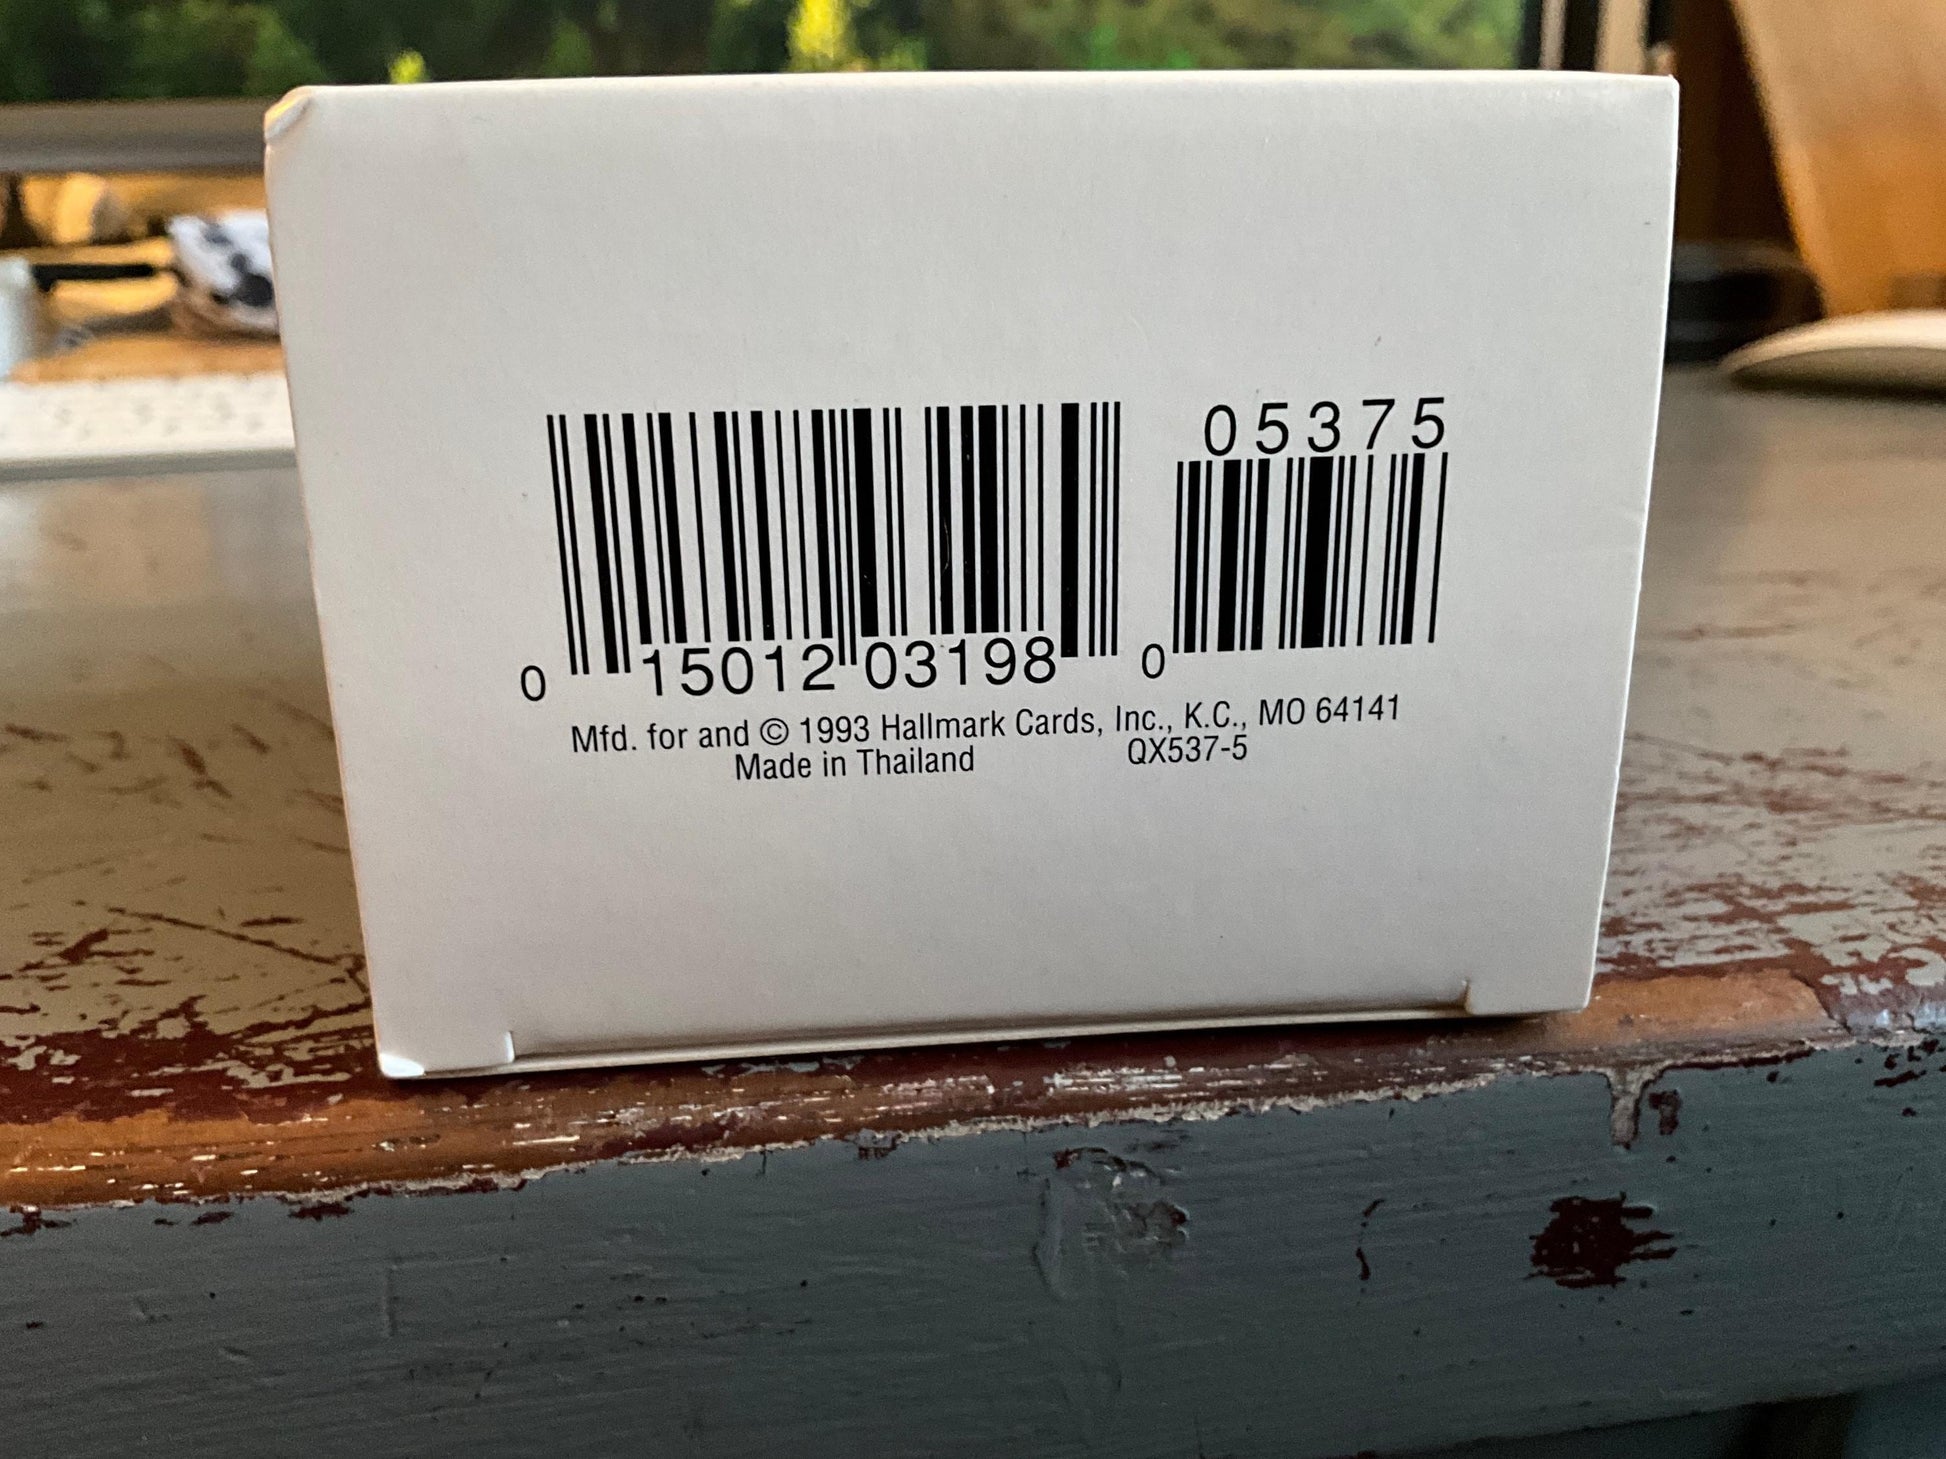 05375
0 15012 03198 0
Mfd. for and © 1993 Hallmark Cards, Inc., K.C., MO 64141
Made in Thailand QX537-5